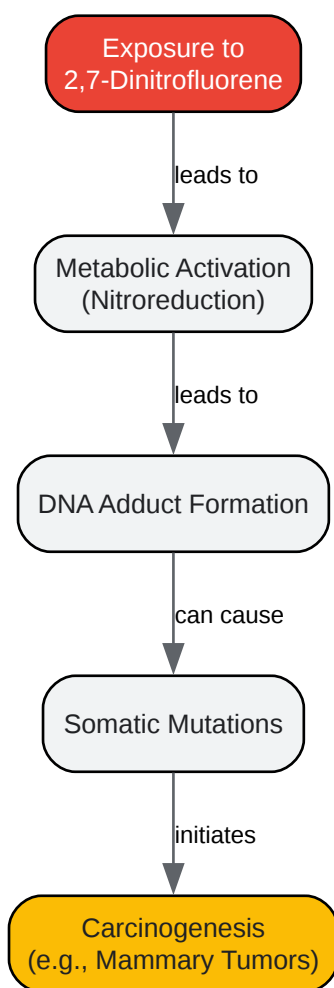 Exposure to
2,7-Dinitrofluorene
leads to
Metabolic Activation
(Nitroreduction)
leads to
DNA Adduct Formation
can cause
Somatic Mutations
initiates
Carcinogenesis
(e.g., Mammary Tumors)